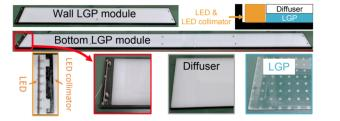 Wall LGP module
LED &
LED collimator
Diffuser
LGP
Bottom LGP module
LED
LED collimator
Diffuser
LGP